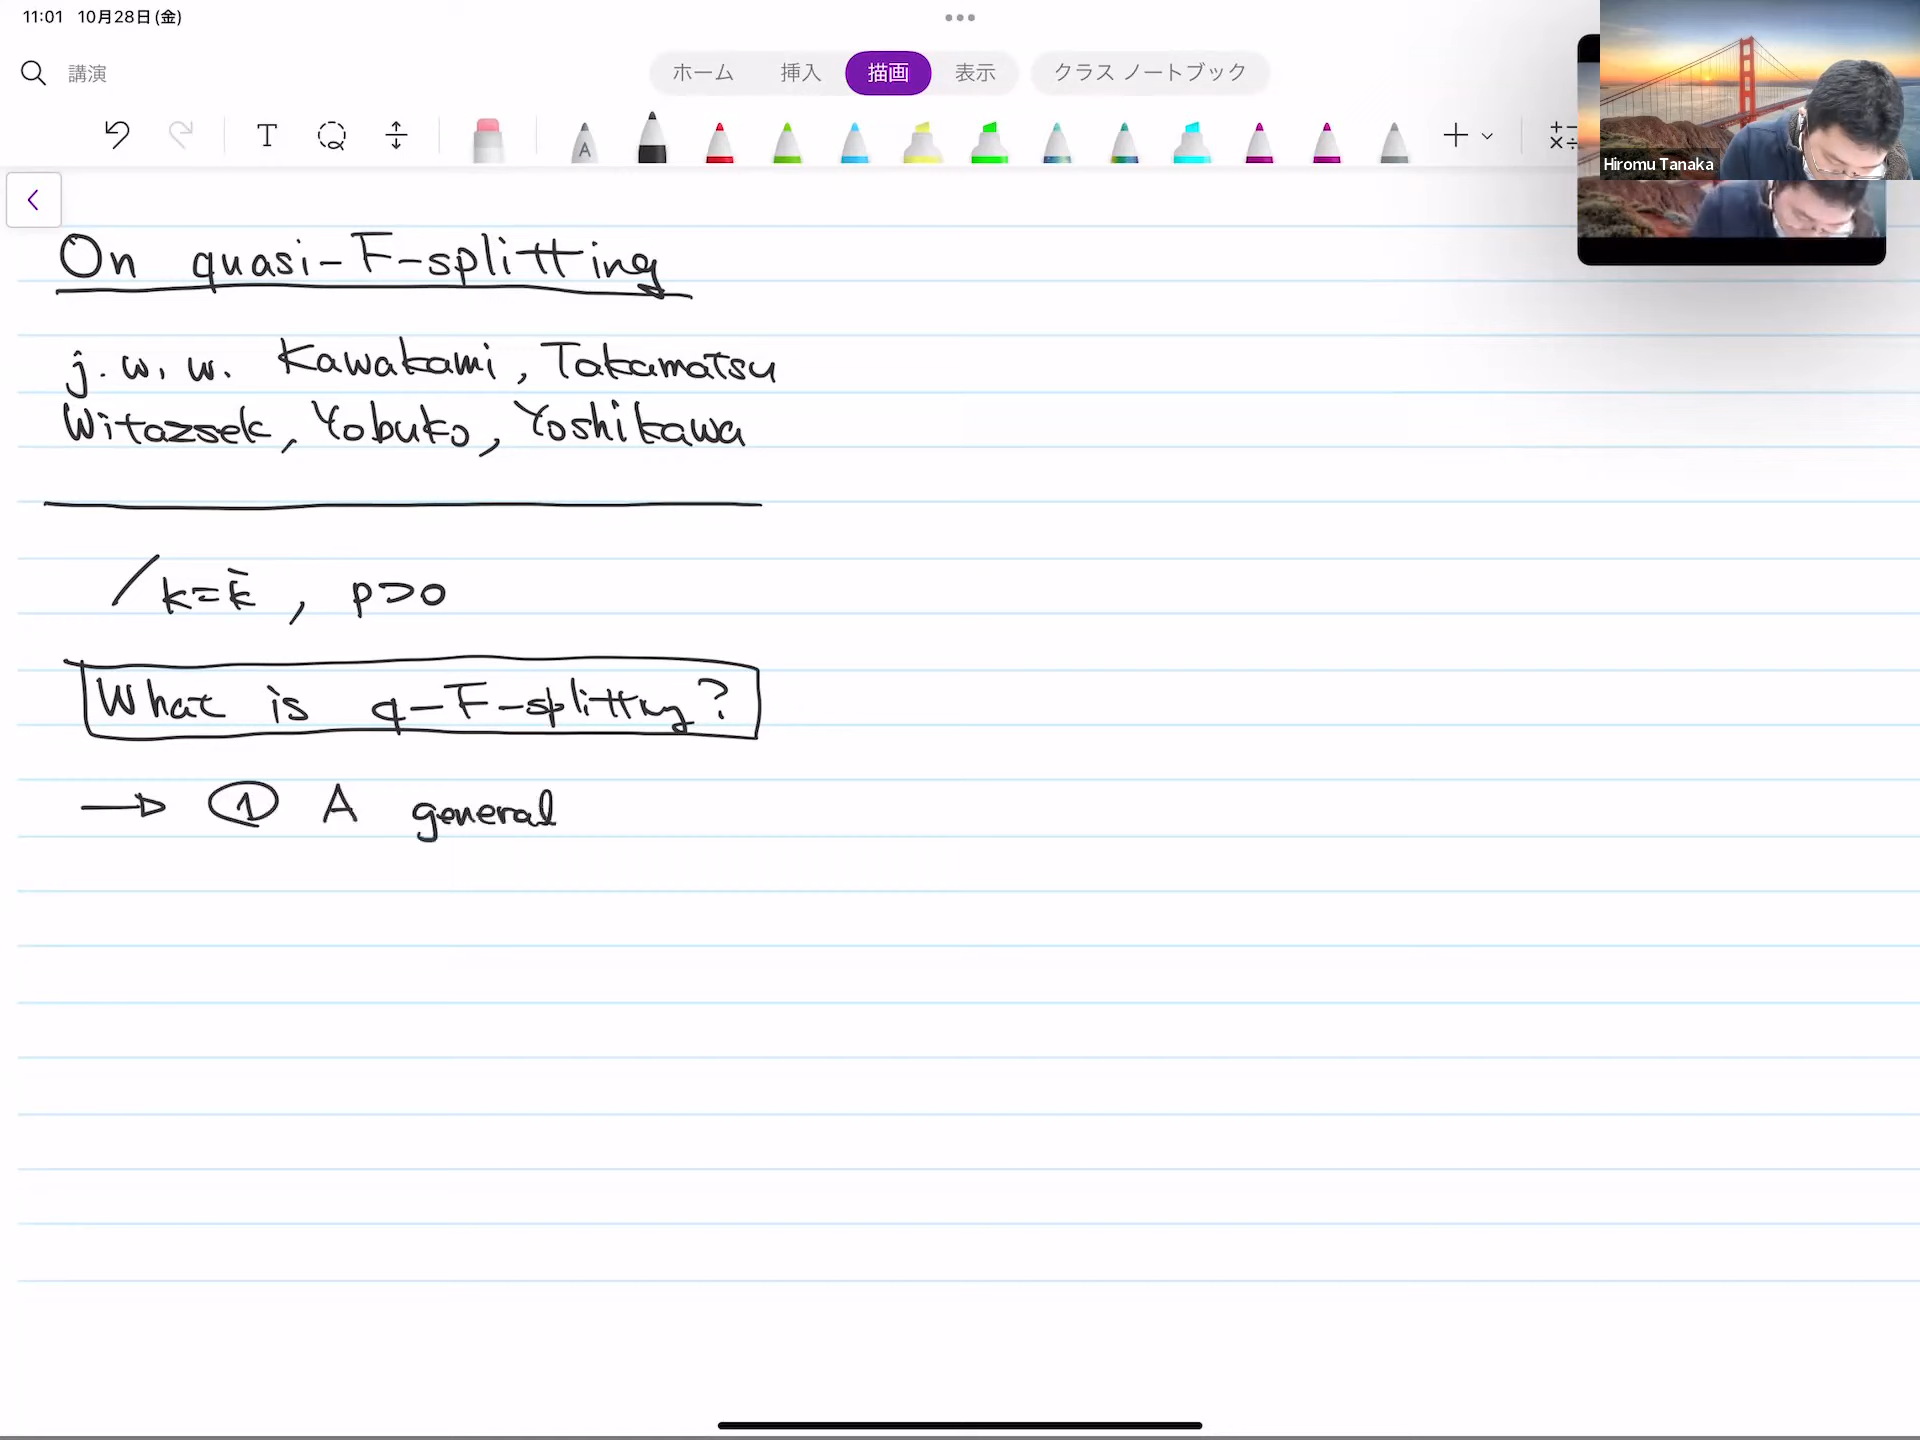 11:01 10月28日(金)
講演
ホーム 挿入 描画 表示 クラス ノートブック
Hiromu Tanaka
On quasi-F-splitting
j.w.w. Kawakami, Takamatsu
Witazsek, Yobuko, Yoshikawa
/k=k̄, p>0
What is q-F-splitting?
→ ① A general